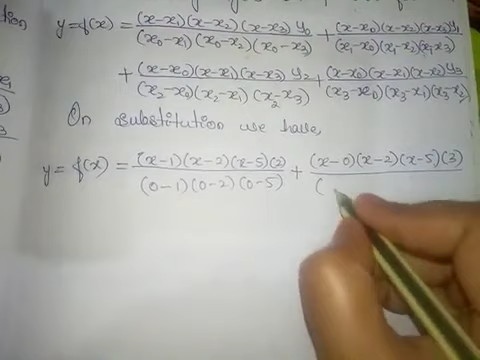 y=f(x) = (x-x₁)(x-x₂)(x-x₃)y₀ / (x₀-x₁)(x₀-x₂)(x₀-x₃) + (x-x₀)(x-x₂)(x-x₃)y₁ / (x₁-x₀)(x₁-x₂)(x₁-x₃)
+ (x-x₀)(x-x₁)(x-x₃)y₂ / (x₂-x₀)(x₂-x₁)(x₂-x₃) + (x-x₀)(x-x₁)(x-x₂)y₃ / (x₃-x₀)(x₃-x₁)(x₃-x₂)
On substitution we have,
y = f(x) = (x-1)(x-2)(x-5)(2) / (0-1)(0-2)(0-5) + (x-0)(x-2)(x-5)(3) / (